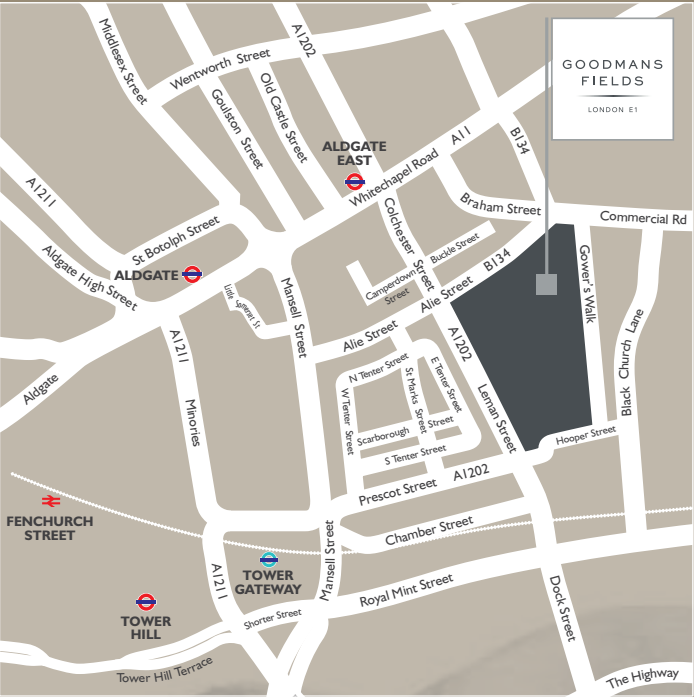 GOODMANS
FIELDS
LONDON E1
Middlesex Street
Wentworth Street
A1202
Goulston Street
Old Castle Street
ALDGATE
EAST
Whitechapel Road
A11
B134
Braham Street
Commercial Rd
A1211
Aldgate High Street
St Botolph Street
ALDGATE
Colchester Street
Buckle Street
Camperdown
Street
B134
Alie Street
Gower's Walk
Little Somerset St
Mansell Street
Alie Street
A1202
Leman Street
Black Church Lane
A1211
Minories
Aldgate
N Tenter Street
E Tenter Street
St Marks Street
W Tenter Street
Scarborough Street
S Tenter Street
Hooper Street
A1202
Prescot Street
FENCHURCH
STREET
Chamber Street
Mansell Street
A1211
TOWER
GATEWAY
Royal Mint Street
Dock Street
TOWER
HILL
Shorter Street
Tower Hill Terrace
The Highway